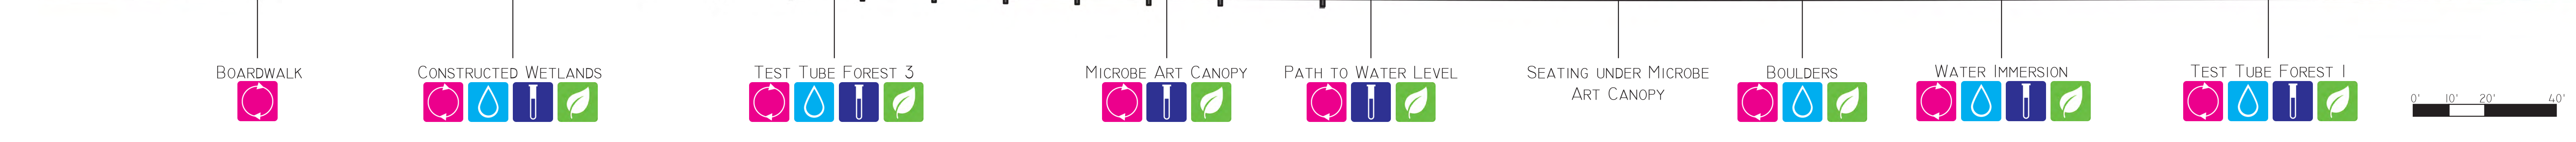 Boardwalk
Constructed Wetlands
Test Tube Forest 3
Microbe Art Canopy
Path to Water Level
Seating under Microbe
Art Canopy
Boulders
Water Immersion
Test Tube Forest 1
0' 10' 20' 40'